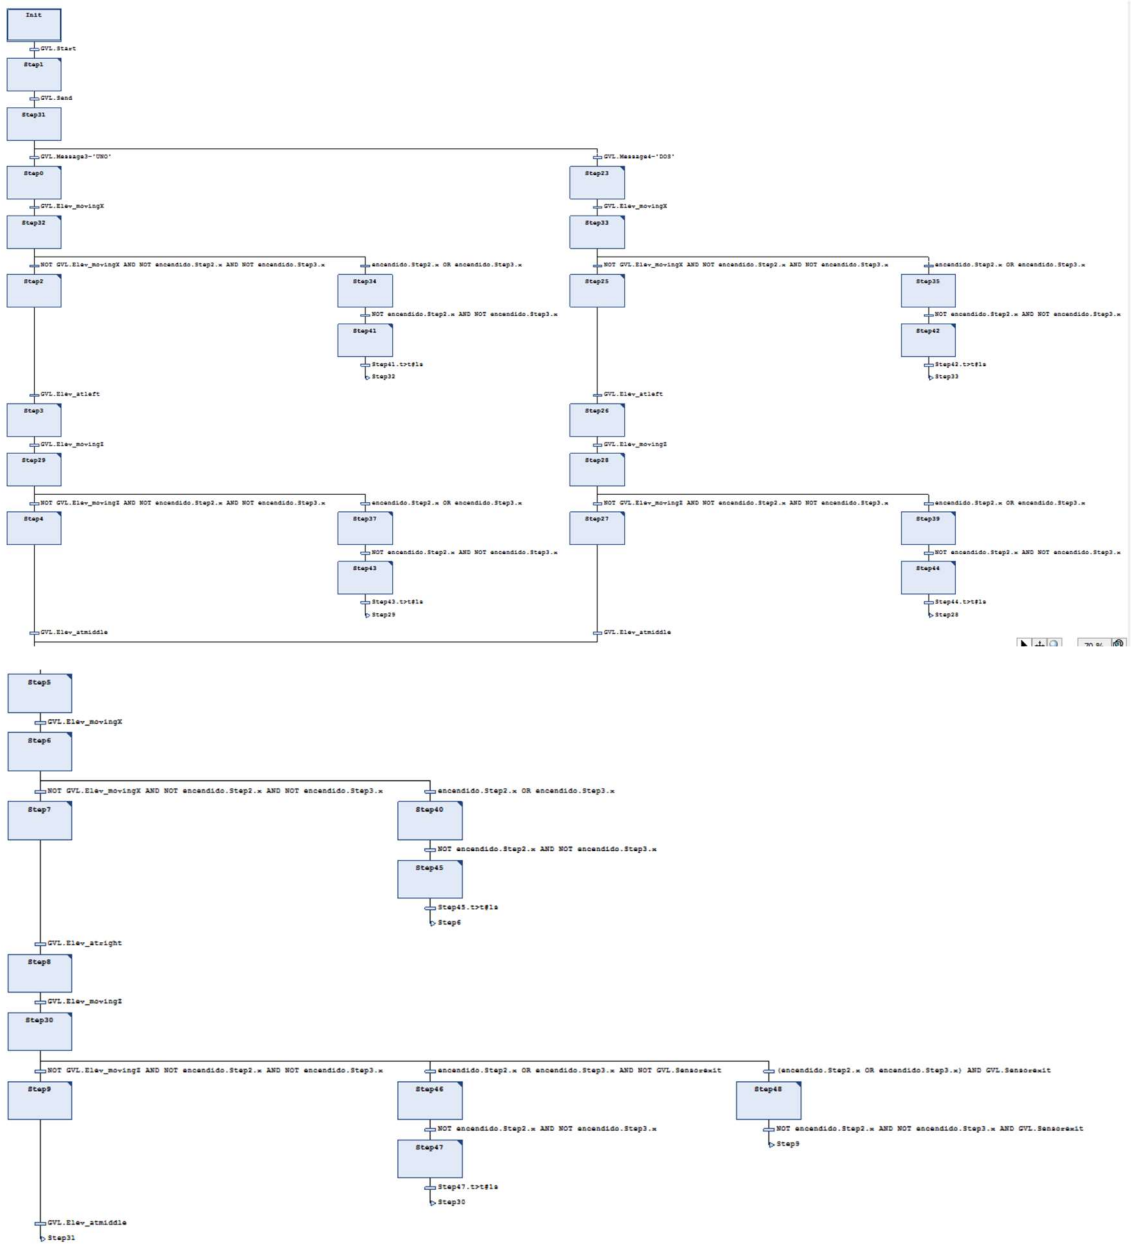 Init
GVL.Start
Step1
GVL.Send
Step31
GVL.Message3='UNO'
GVL.Message4='DOS'
Step0
Step23
GVL.Elev_movingX
GVL.Elev_movingX
Step32
Step33
NOT GVL.Elev_movingX AND NOT encendido.Step2.x AND NOT encendido.Step3.x
encendido.Step2.x OR encendido.Step3.x
NOT GVL.Elev_movingX AND NOT encendido.Step2.x AND NOT encendido.Step3.x
encendido.Step2.x OR encendido.Step3.x
Step2
Step34
Step25
Step35
NOT encendido.Step2.x AND NOT encendido.Step3.x
NOT encendido.Step2.x AND NOT encendido.Step3.x
Step41
Step42
Step41.t>t#1s
Step42.t>t#1s
Step32
Step33
GVL.Elev_atleft
GVL.Elev_atleft
Step3
Step26
GVL.Elev_movingZ
GVL.Elev_movingZ
Step29
Step28
NOT GVL.Elev_movingZ AND NOT encendido.Step2.x AND NOT encendido.Step3.x
encendido.Step2.x OR encendido.Step3.x
NOT GVL.Elev_movingZ AND NOT encendido.Step2.x AND NOT encendido.Step3.x
encendido.Step2.x OR encendido.Step3.x
Step4
Step37
Step27
Step39
NOT encendido.Step2.x AND NOT encendido.Step3.x
NOT encendido.Step2.x AND NOT encendido.Step3.x
Step43
Step44
Step43.t>t#1s
Step44.t>t#1s
Step29
Step28
GVL.Elev_atmiddle
GVL.Elev_atmiddle
Step5
GVL.Elev_movingX
Step6
NOT GVL.Elev_movingX AND NOT encendido.Step2.x AND NOT encendido.Step3.x
encendido.Step2.x OR encendido.Step3.x
Step7
Step40
NOT encendido.Step2.x AND NOT encendido.Step3.x
Step45
Step45.t>t#1s
Step6
GVL.Elev_atright
Step8
GVL.Elev_movingZ
Step30
NOT GVL.Elev_movingZ AND NOT encendido.Step2.x AND NOT encendido.Step3.x
encendido.Step2.x OR encendido.Step3.x AND NOT GVL.Sensorexit
(encendido.Step2.x OR encendido.Step3.x) AND GVL.Sensorexit
Step9
Step46
Step48
NOT encendido.Step2.x AND NOT encendido.Step3.x
NOT encendido.Step2.x AND NOT encendido.Step3.x AND GVL.Sensorexit
Step47
Step9
Step47.t>t#1s
Step30
GVL.Elev_atmiddle
Step31